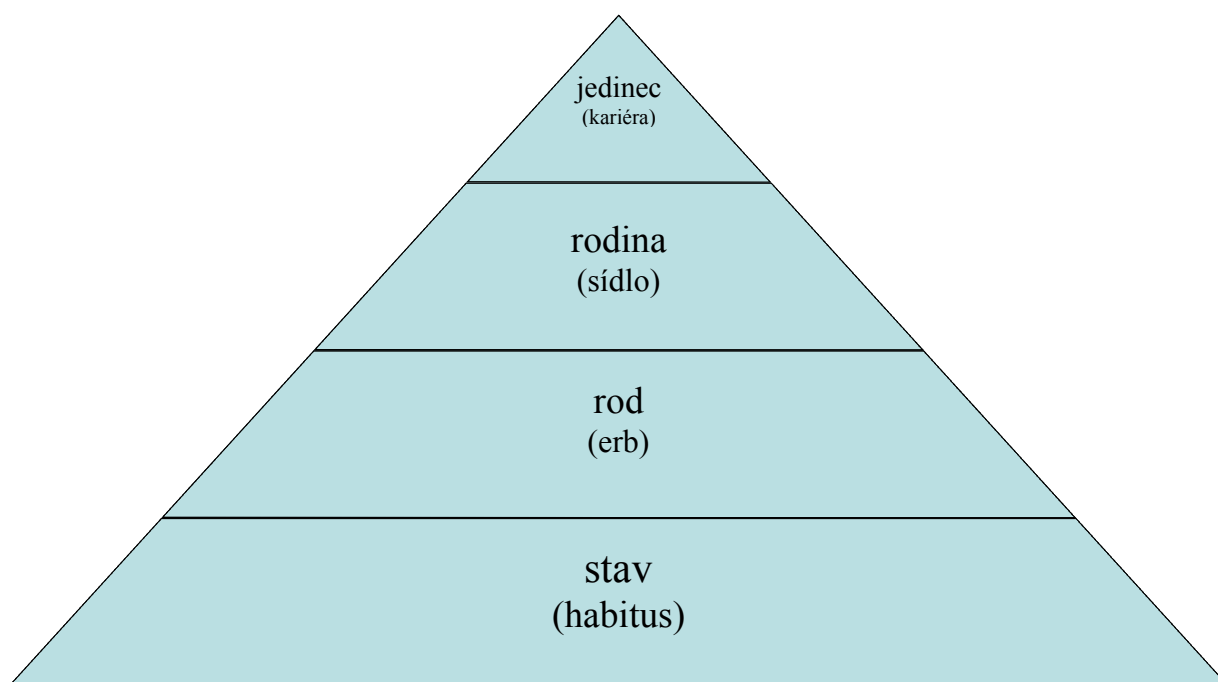 jedinec
(kariéra)
rodina
(sídlo)
rod
(erb)
stav
(habitus)